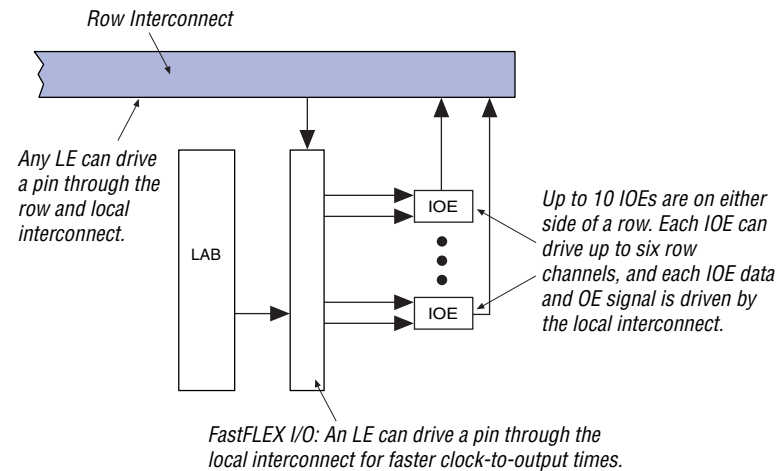 Row Interconnect
Any LE can drive
a pin through the
row and local
interconnect.
LAB
IOE
IOE
Up to 10 IOEs are on either
side of a row. Each IOE can
drive up to six row
channels, and each IOE data
and OE signal is driven by
the local interconnect.
FastFLEX I/O: An LE can drive a pin through the
local interconnect for faster clock-to-output times.